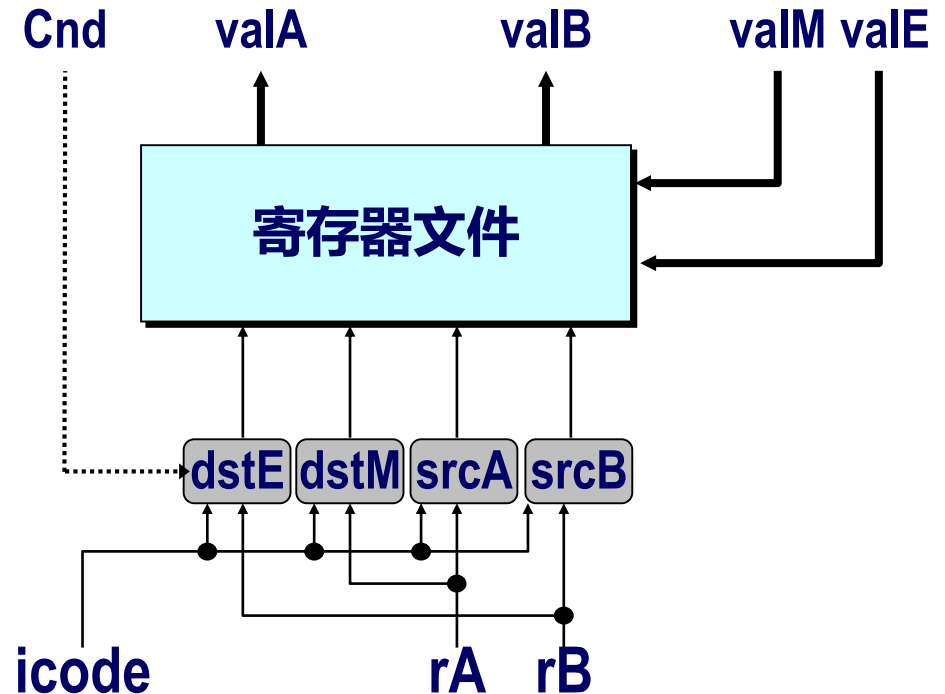 Cnd valA valB valM valE
寄存器文件
dstE dstM srcA srcB
icode rA rB